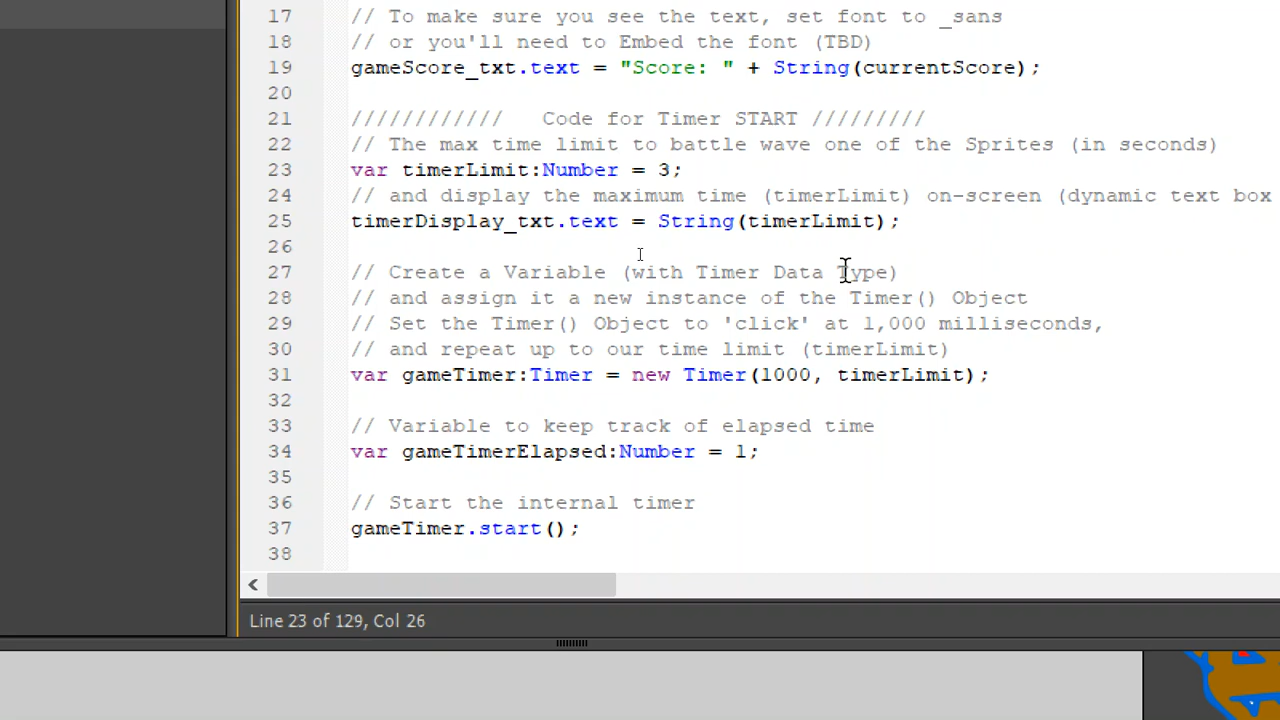 17 // To make sure you see the text, set font to _sans
18 // or you'll need to Embed the font (TBD)
19 gameScore_txt.text = "Score: " + String(currentScore);
20
21 //////////// Code for Timer START /////////
22 // The max time limit to battle wave one of the Sprites (in seconds)
23 var timerLimit:Number = 3;
24 // and display the maximum time (timerLimit) on-screen (dynamic text box
25 timerDisplay_txt.text = String(timerLimit);
26
27 // Create a Variable (with Timer Data Type)
28 // and assign it a new instance of the Timer() Object
29 // Set the Timer() Object to 'click' at 1,000 milliseconds,
30 // and repeat up to our time limit (timerLimit)
31 var gameTimer:Timer = new Timer(1000, timerLimit);
32
33 // Variable to keep track of elapsed time
34 var gameTimerElapsed:Number = 1;
35
36 // Start the internal timer
37 gameTimer.start();
38
Line 23 of 129, Col 26